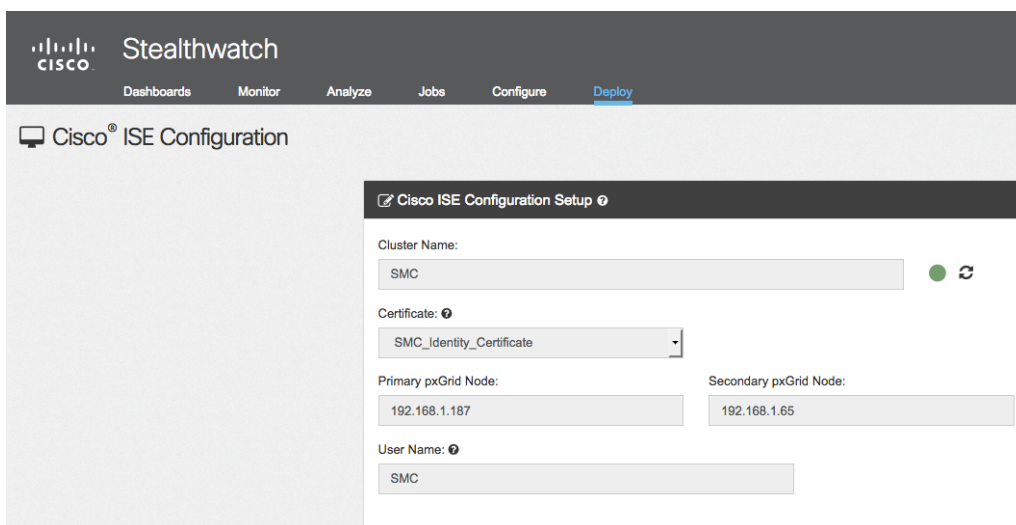 CISCO
Stealthwatch
Dashboards Monitor Analyze Jobs Configure Deploy
Cisco® ISE Configuration
Cisco ISE Configuration Setup
Cluster Name:
SMC
Certificate:
SMC_Identity_Certificate
Primary pxGrid Node: Secondary pxGrid Node:
192.168.1.187 192.168.1.65
User Name:
SMC